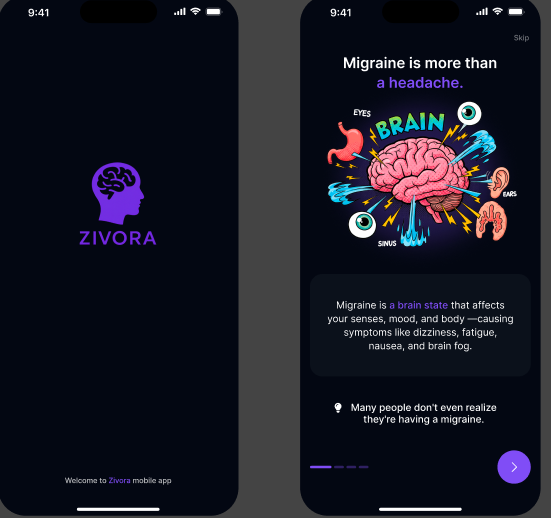 9:41
ZIVORA
Welcome to Zivora mobile app
9:41
Skip
Migraine is more than
a headache.
EYES
BRAIN
EARS
SINUS
Migraine is a brain state that affects
your senses, mood, and body —causing
symptoms like dizziness, fatigue,
nausea, and brain fog.
Many people don't even realize
they're having a migraine.